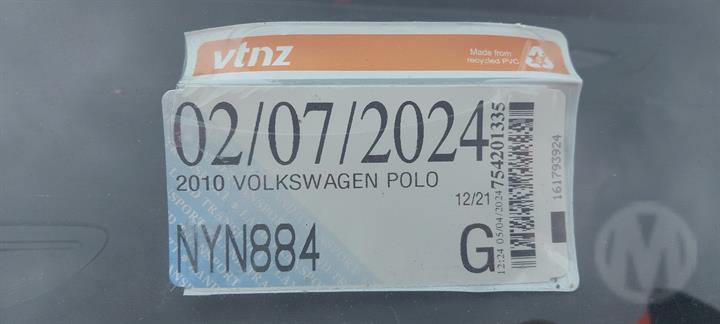 vtnz
Made from
recycled PVC
02/07/2024
2010 VOLKSWAGEN POLO
12/21
NYN884
G
12:24 05/04/2024
754201335
161793924
M